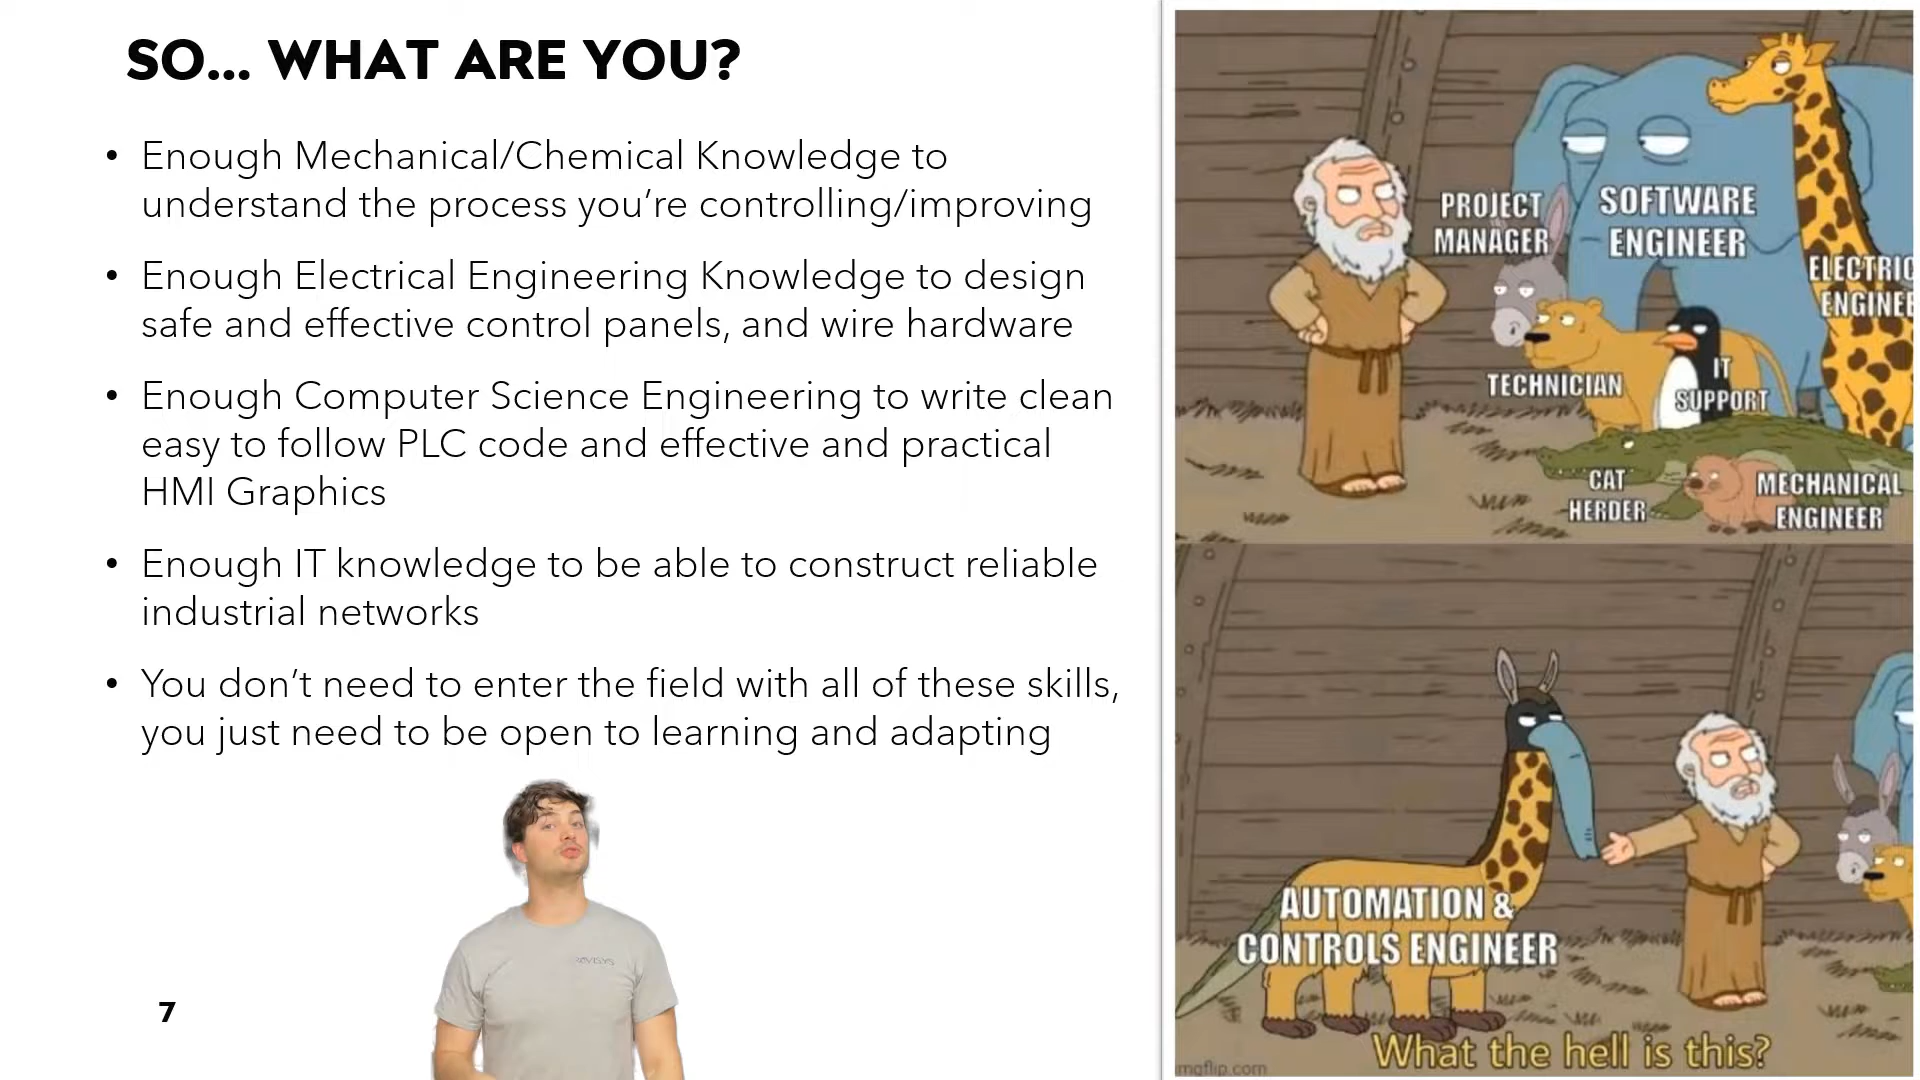 SO... WHAT ARE YOU?
• Enough Mechanical/Chemical Knowledge to
understand the process you’re controlling/improving
• Enough Electrical Engineering Knowledge to design
safe and effective control panels, and wire hardware
• Enough Computer Science Engineering to write clean
easy to follow PLC code and effective and practical
HMI Graphics
• Enough IT knowledge to be able to construct reliable
industrial networks
• You don’t need to enter the field with all of these skills,
you just need to be open to learning and adapting
7
PROJECT
MANAGER
SOFTWARE
ENGINEER
ELECTRIC
ENGINEE
TECHNICIAN
IT
SUPPORT
CAT
HERDER
MECHANICAL
ENGINEER
AUTOMATION &
CONTROLS ENGINEER
What the hell is this?
imgflip.com